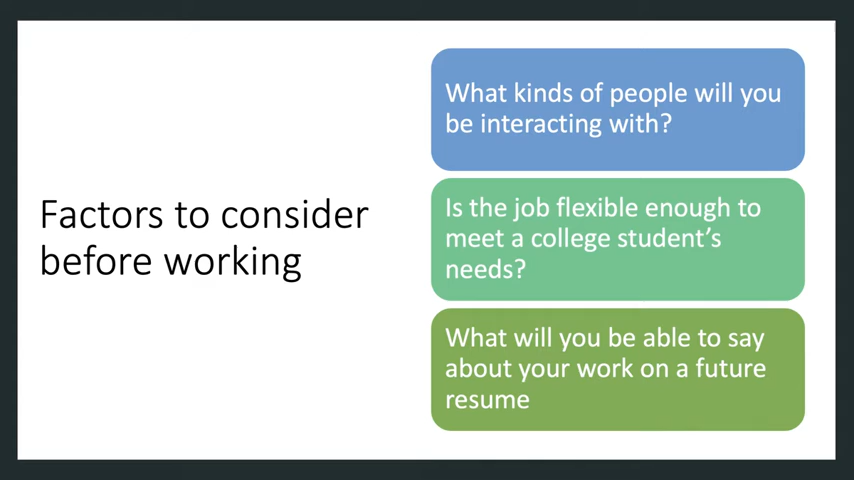 Factors to consider
before working
What kinds of people will you
be interacting with?
Is the job flexible enough to
meet a college student’s
needs?
What will you be able to say
about your work on a future
resume